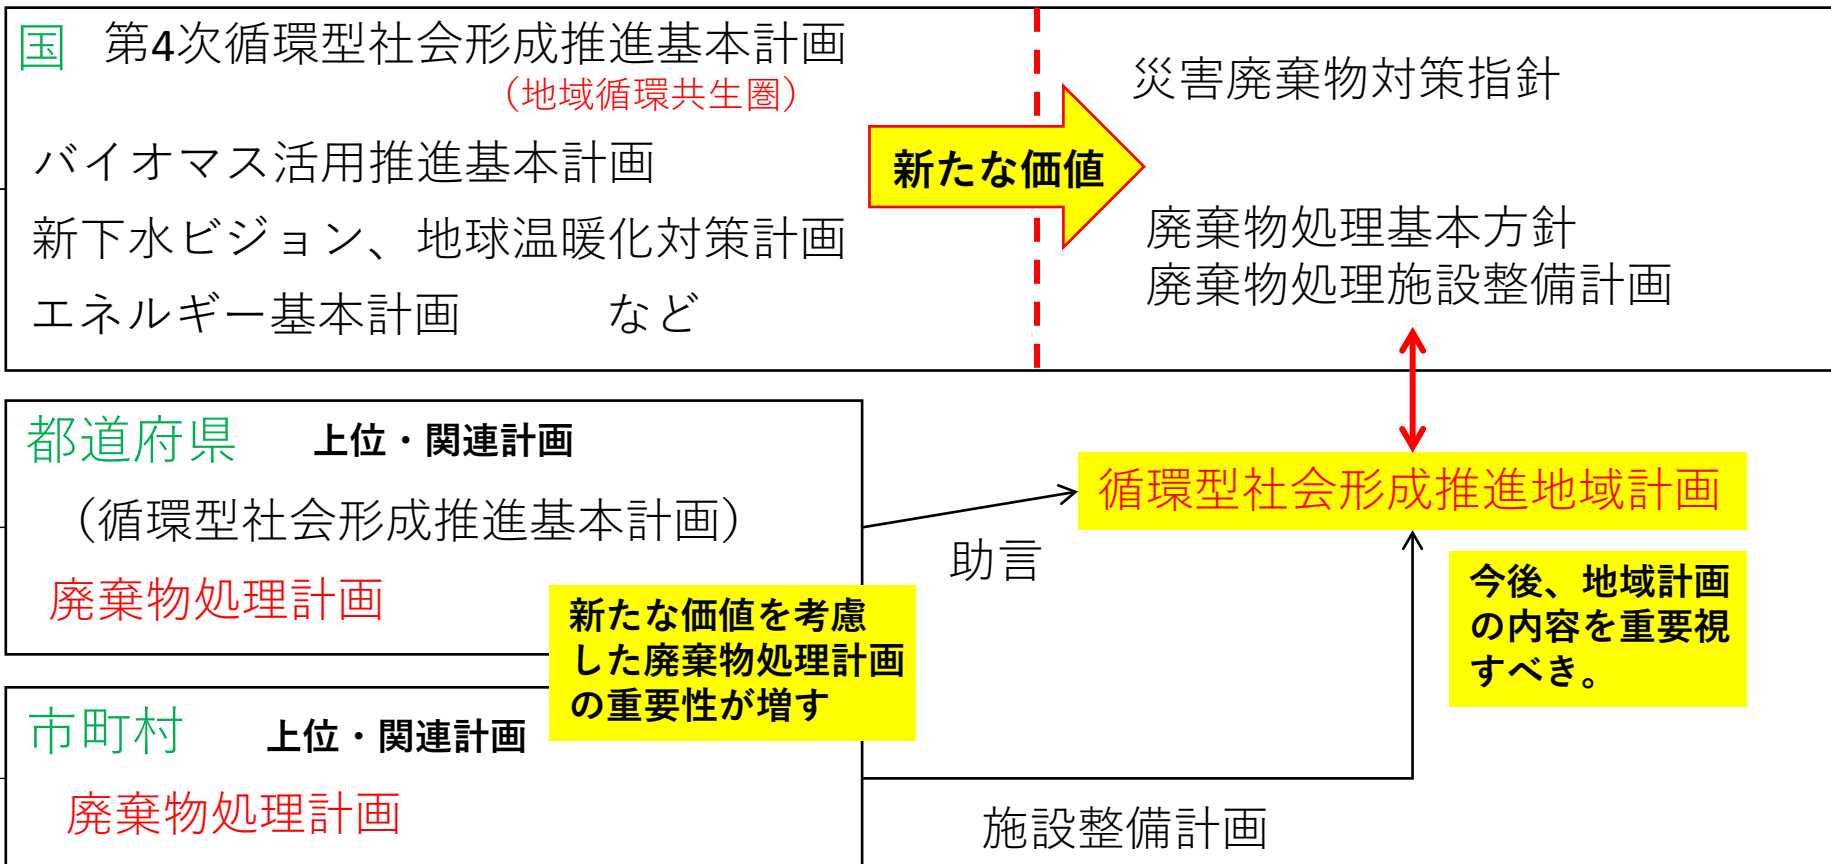 国 第4次循環型社会形成推進基本計画
（地域循環共生圏）
バイオマス活用推進基本計画
新下水ビジョン、地球温暖化対策計画
エネルギー基本計画 など
新たな価値
災害廃棄物対策指針
廃棄物処理基本方針
廃棄物処理施設整備計画
都道府県 上位・関連計画
（循環型社会形成推進基本計画）
廃棄物処理計画
新たな価値を考慮
した廃棄物処理計画
の重要性が増す
助言
循環型社会形成推進地域計画
今後、地域計画
の内容を重要視
すべき。
市町村 上位・関連計画
廃棄物処理計画
施設整備計画